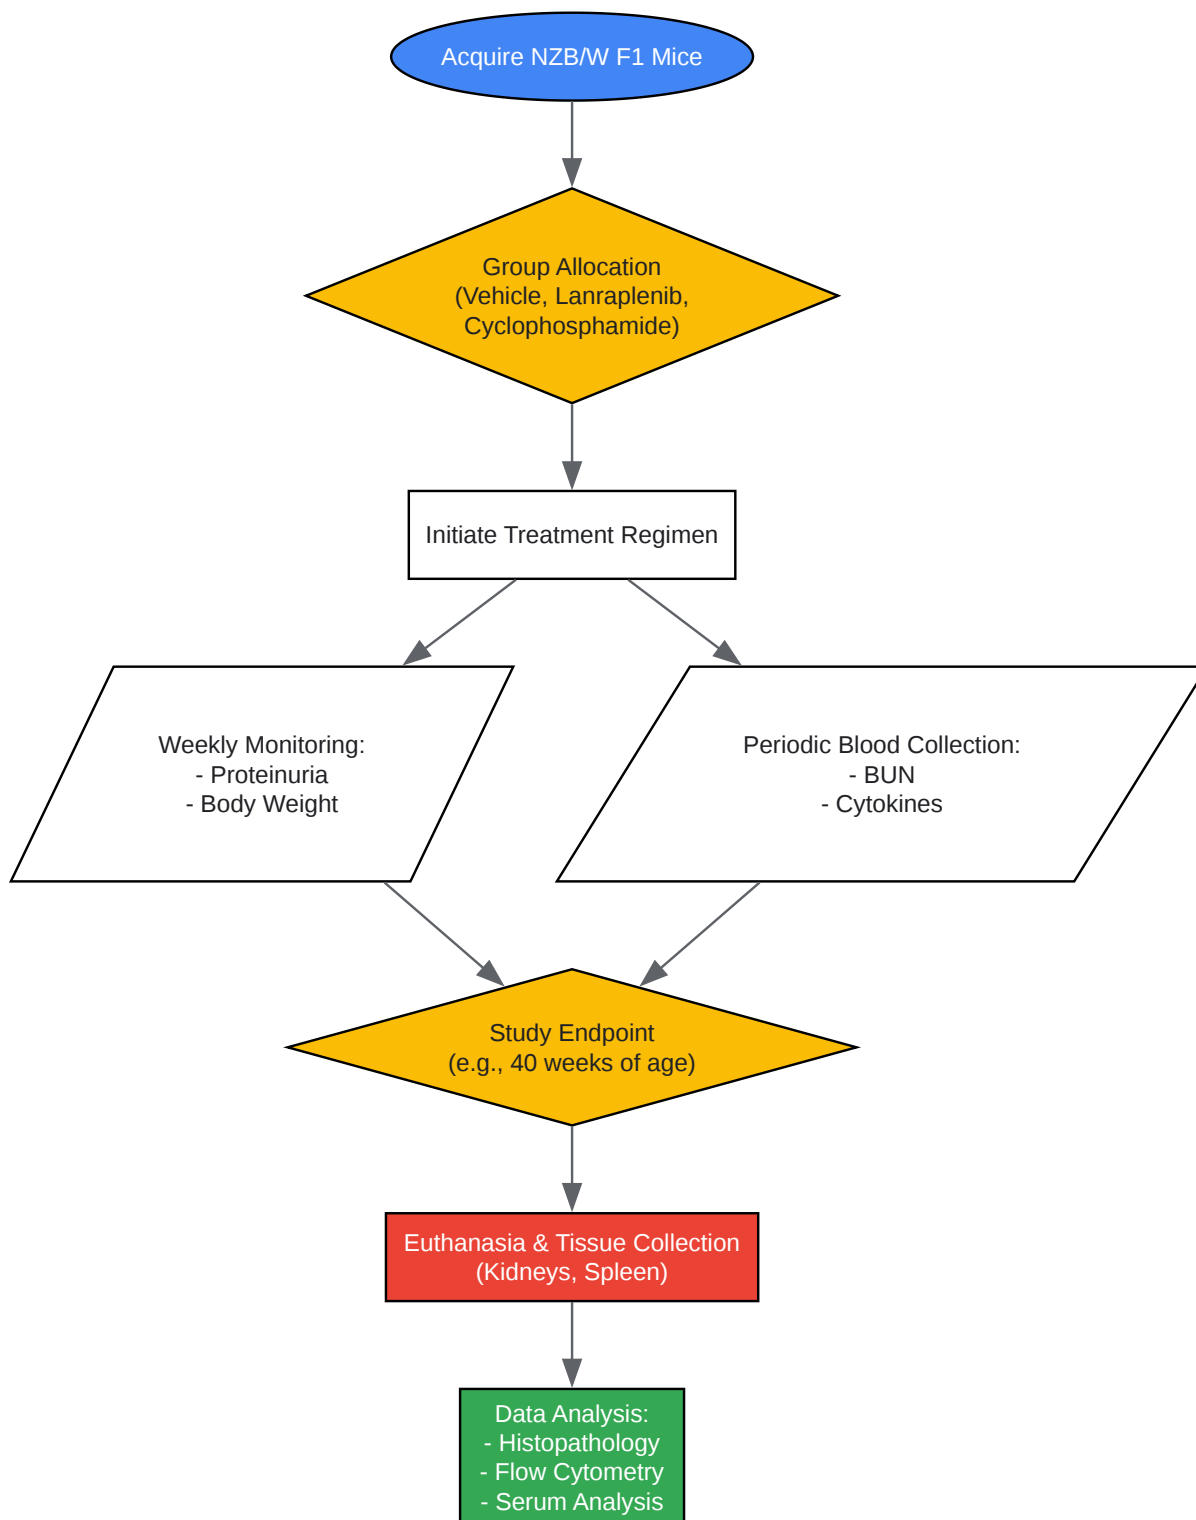 Acquire NZB/W F1 Mice
Group Allocation
(Vehicle, Lanraplenib,
Cyclophosphamide)
Initiate Treatment Regimen
Weekly Monitoring:
- Proteinuria
- Body Weight
Periodic Blood Collection:
- BUN
- Cytokines
Study Endpoint
(e.g., 40 weeks of age)
Euthanasia & Tissue Collection
(Kidneys, Spleen)
Data Analysis:
- Histopathology
- Flow Cytometry
- Serum Analysis